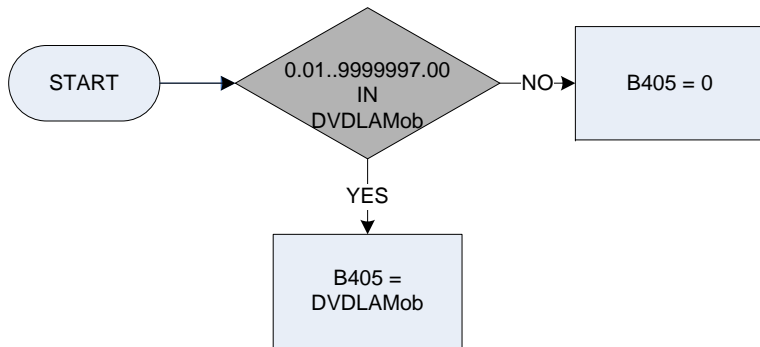 START
0.01..9999997.00
IN
DVDLAMob
NO
B405 = 0
YES
B405 =
DVDLAMob